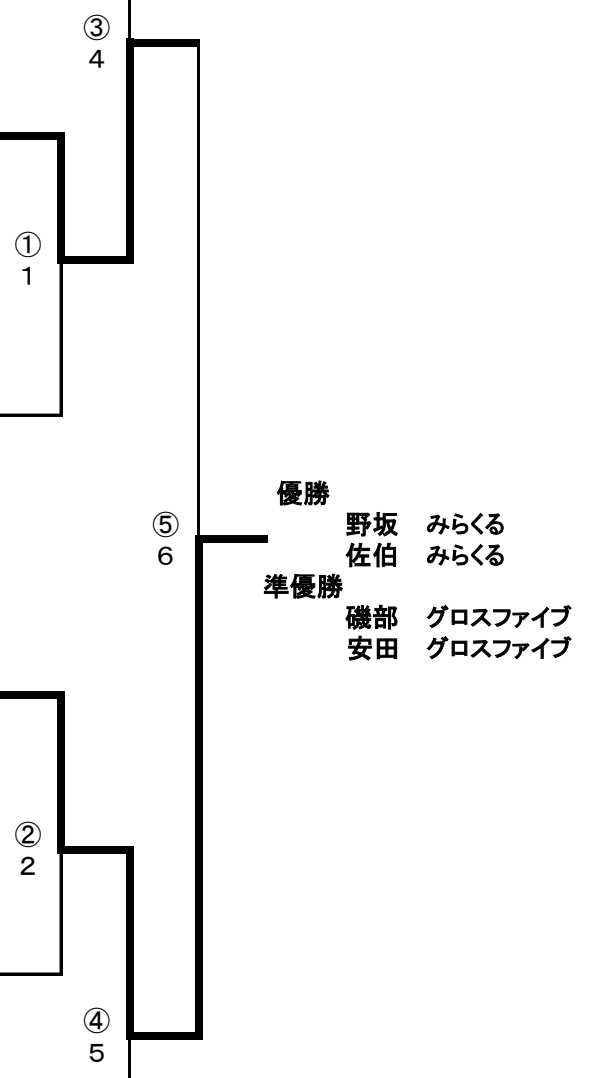 ③
4
①
1
優勝
⑤ 野坂 みらくる
6 佐伯 みらくる
準優勝
磯部 グロスファイブ
安田 グロスファイブ
②
2
④
5